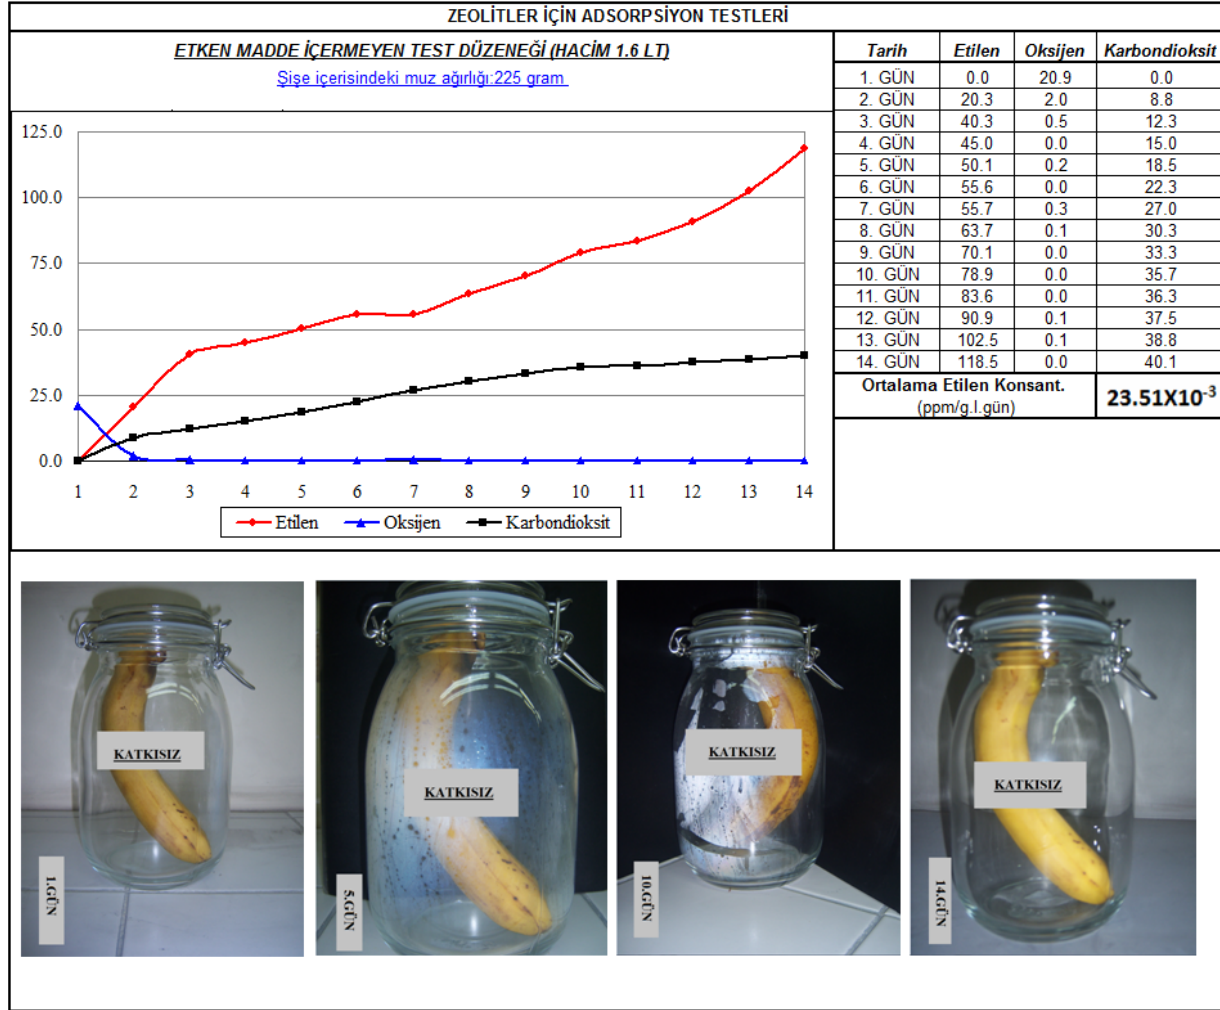 ZEOLİTLER İÇİN ADSORPSİYON TESTLERİ
ETKEN MADDE İÇERMEYEN TEST DÜZENEĞİ (HACİM 1.6 LT)
Şişe içerisindeki muz ağırlığı:225 gram
Tarih Etilen Oksijen Karbondioksit
1. GÜN 0.0 20.9 0.0
2. GÜN 20.3 2.0 8.8
3. GÜN 40.3 0.5 12.3
4. GÜN 45.0 0.0 15.0
5. GÜN 50.1 0.2 18.5
6. GÜN 55.6 0.0 22.3
7. GÜN 55.7 0.3 27.0
8. GÜN 63.7 0.1 30.3
9. GÜN 70.1 0.0 33.3
10. GÜN 78.9 0.0 35.7
11. GÜN 83.6 0.0 36.3
12. GÜN 90.9 0.1 37.5
13. GÜN 102.5 0.1 38.8
14. GÜN 118.5 0.0 40.1
Ortalama Etilen Konsant.
(ppm/g.l.gün)
23.51X10⁻³
125.0
100.0
75.0
50.0
25.0
0.0
1 2 3 4 5 6 7 8 9 10 11 12 13 14
Etilen Oksijen Karbondioksit
KATKISIZ
1.GÜN
KATKISIZ
5.GÜN
KATKISIZ
10.GÜN
KATKISIZ
14.GÜN